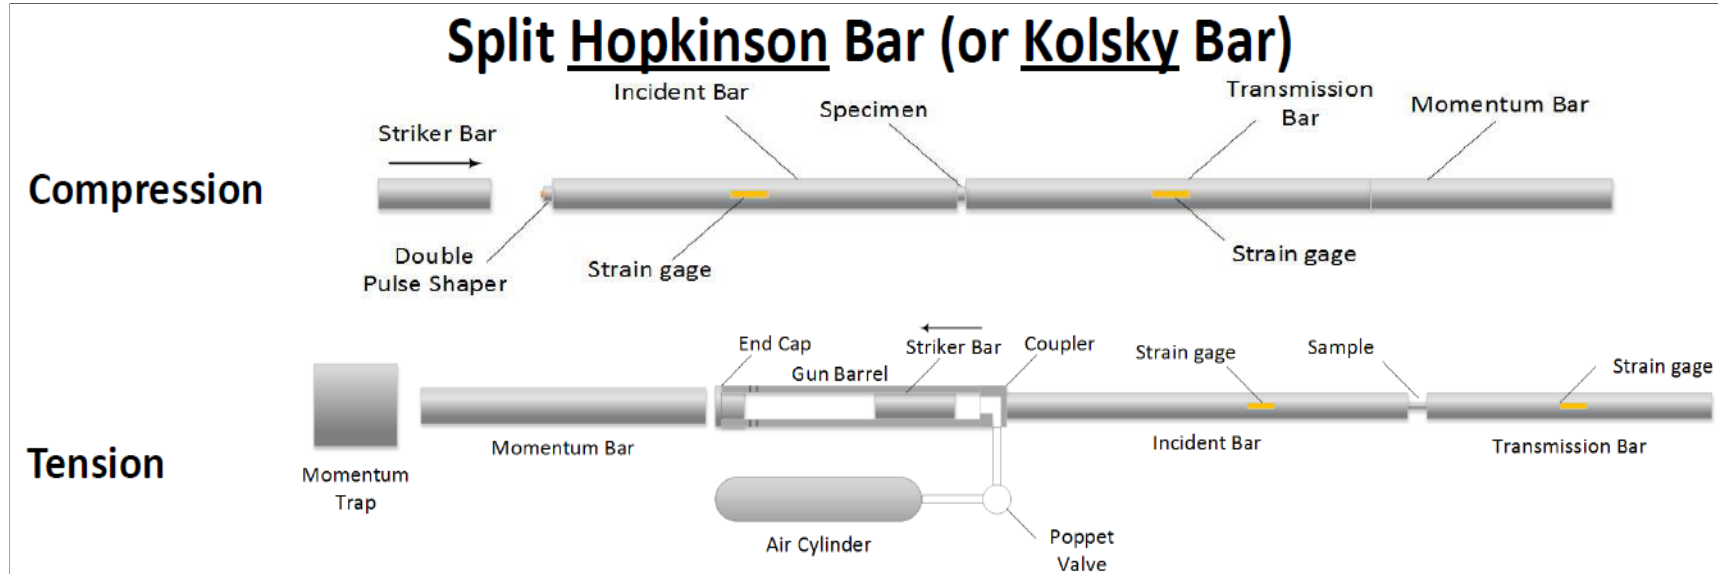 Split Hopkinson Bar (or Kolsky Bar)
Incident Bar
Specimen
Transmission
Bar
Momentum Bar
Striker Bar
Compression
Double
Pulse Shaper
Strain gage
Strain gage
End Cap
Striker Bar
Coupler
Strain gage
Sample
Strain gage
Gun Barrel
Momentum Bar
Incident Bar
Transmission Bar
Tension
Momentum
Trap
Air Cylinder
Poppet
Valve